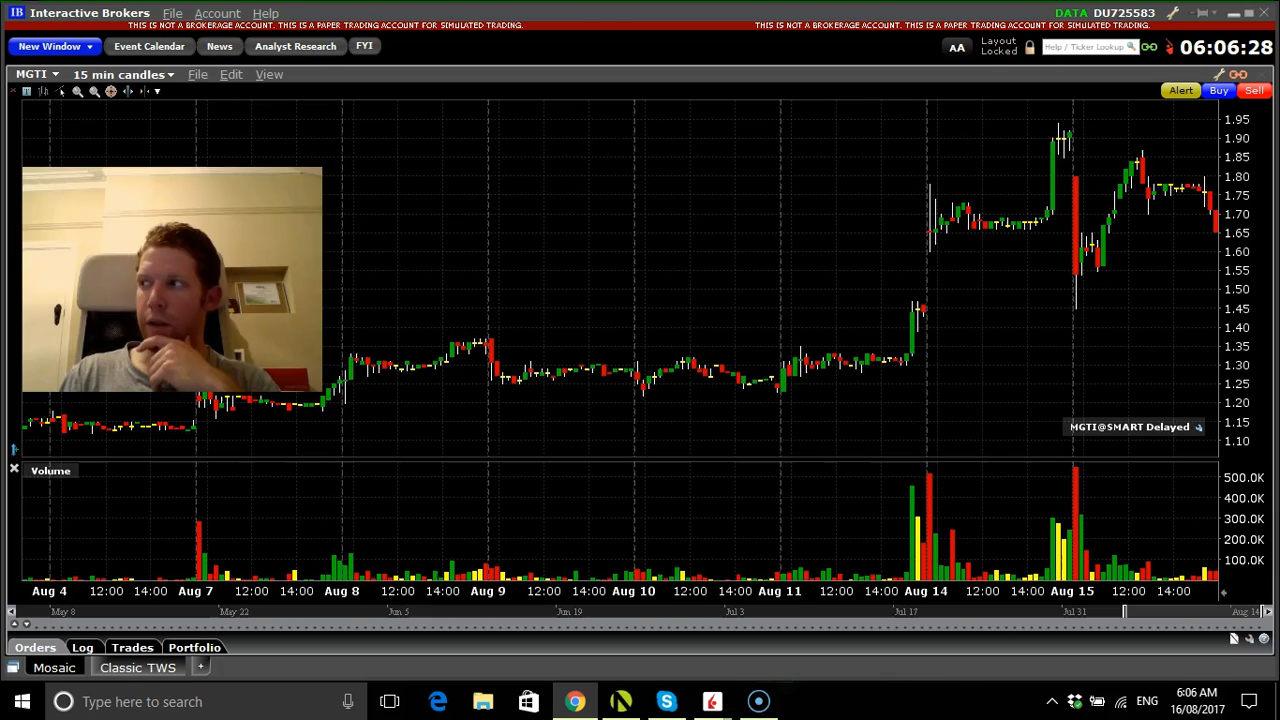 IB Interactive Brokers File Account Help DATA DU725583
THIS IS NOT A BROKERAGE ACCOUNT. THIS IS A PAPER TRADING ACCOUNT FOR SIMULATED TRADING. THIS IS NOT A BROKERAGE ACCOUNT. THIS IS A PAPER TRADING ACCOUNT FOR SIMULATED TRADING.
New Window Event Calendar News Analyst Research FYI AA Layout Locked Help / Ticker Lookup 06:06:28
MGTI 15 min candles File Edit View
Alert Buy Sell
1.95
1.90
1.85
1.80
1.75
1.70
1.65
1.60
1.55
1.50
1.45
1.40
1.35
1.30
1.25
1.20
1.15
1.10
MGTI@SMART Delayed
Volume
500.0K
400.0K
300.0K
200.0K
100.0K
Aug 4 12:00 14:00 Aug 7 12:00 14:00 Aug 8 12:00 14:00 Aug 9 12:00 14:00 Aug 10 12:00 14:00 Aug 11 12:00 14:00 Aug 14 12:00 14:00 Aug 15 12:00 14:00
May 8 May 22 Jun 5 Jun 19 Jul 3 Jul 17 Jul 31 Aug 14
Orders Log Trades Portfolio
Mosaic Classic TWS +
Type here to search ENG 6:06 AM
16/08/2017